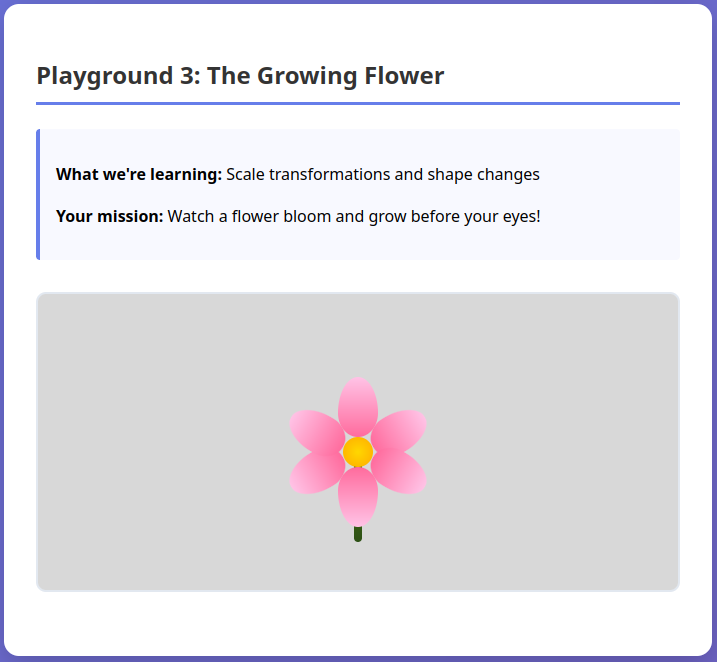 Playground 3: The Growing Flower
What we're learning: Scale transformations and shape changes
Your mission: Watch a flower bloom and grow before your eyes!